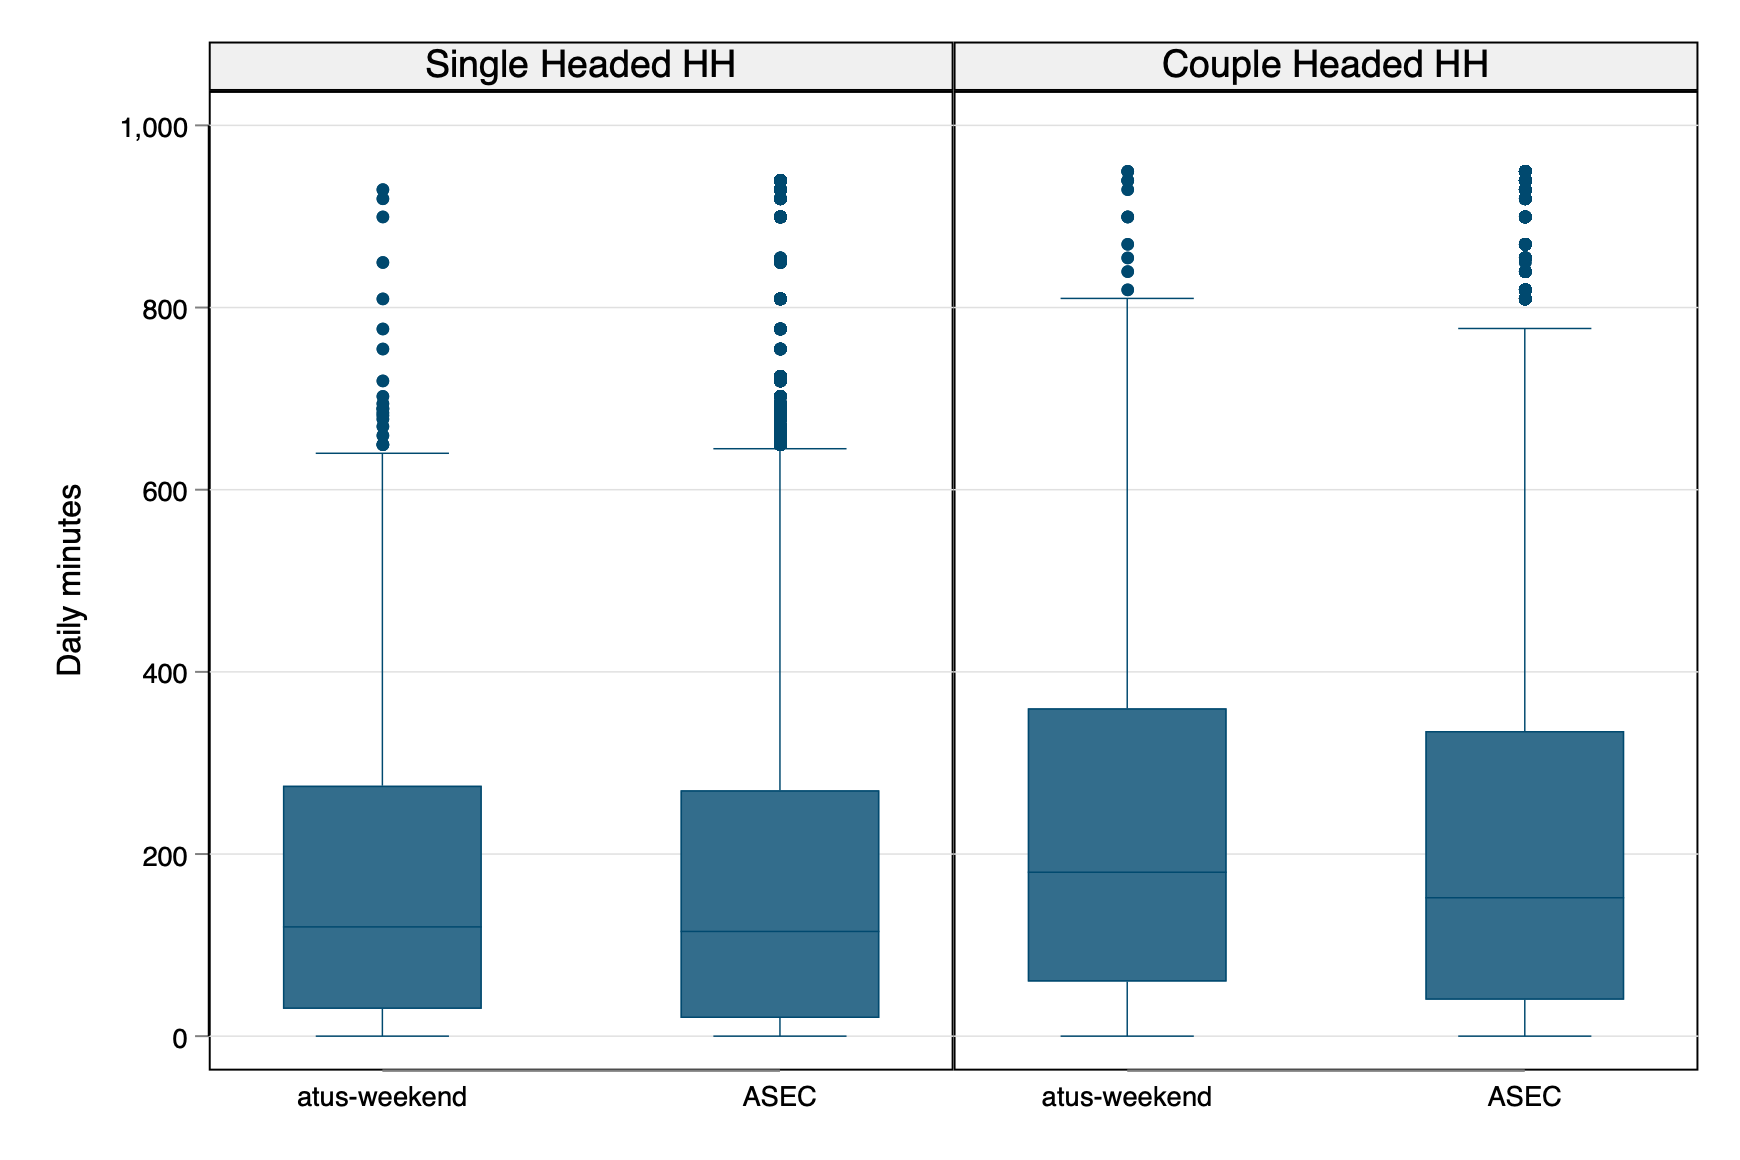 Single Headed HH
Couple Headed HH
Daily minutes
1,000
800
600
400
200
0
atus-weekend
ASEC
atus-weekend
ASEC